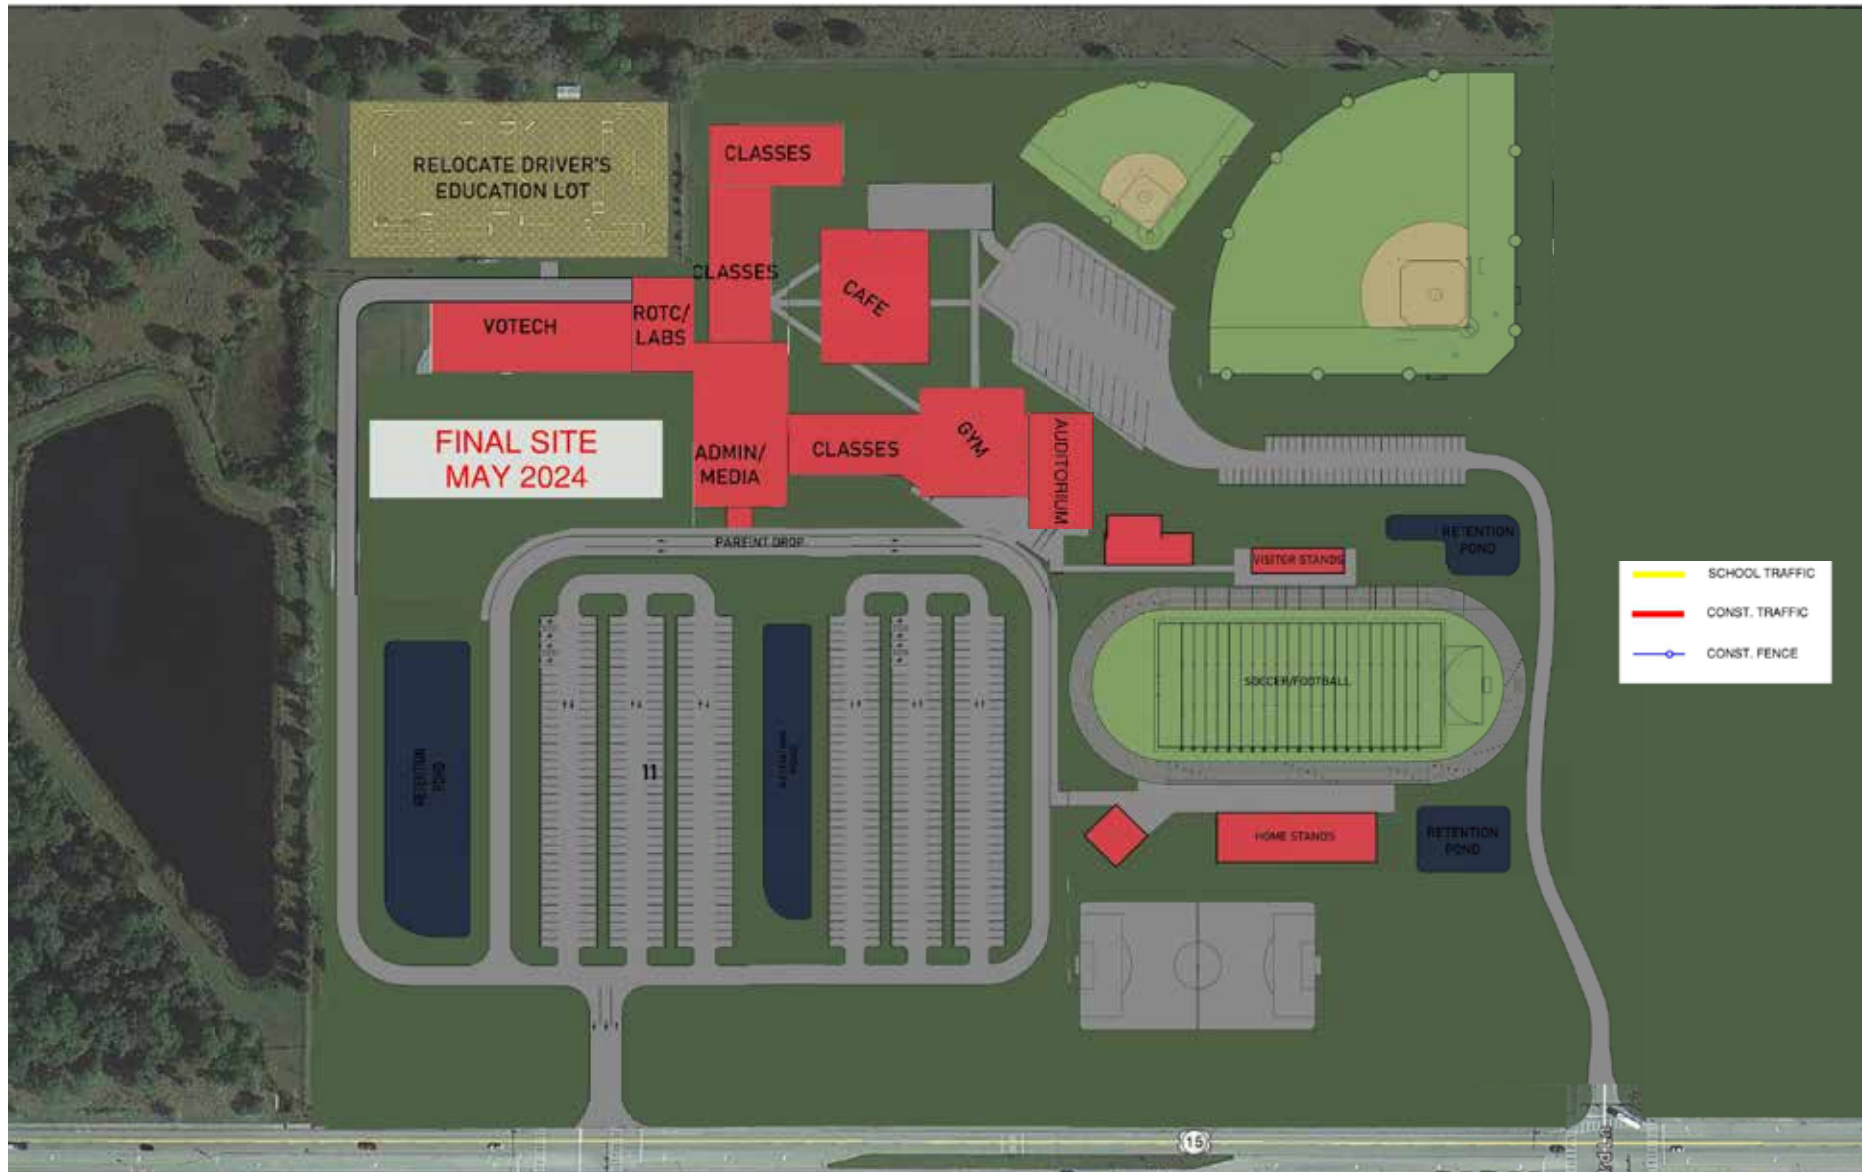 RELOCATE DRIVER'S
EDUCATION LOT
CLASSES
CLASSES
CAFE
VOTECH
ROTC/
LABS
FINAL SITE
MAY 2024
ADMIN/
MEDIA
CLASSES
GYM
AUDITORIUM
PARENT DROP
VISITOR STANDS
RETENTION
POND
SCHOOL TRAFFIC
CONST. TRAFFIC
CONST. FENCE
SOCCER/FOOTBALL
11
RETENTION
POND
RETENTION
POND
HOME STANDS
RETENTION
POND
15